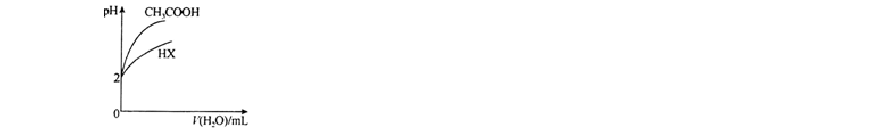 pH
CH₃COOH
HX
2
0
V(H₂O)/mL